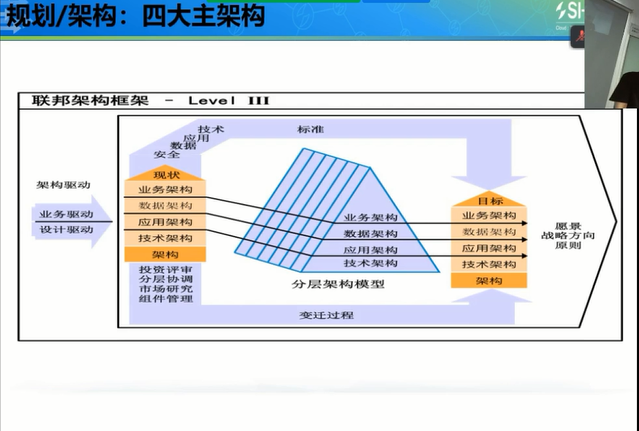 规划/架构：四大主架构
SH
联邦架构框架 - Level III
技术
应用
数据
安全
标准
架构驱动
业务驱动
设计驱动
现状
业务架构
数据架构
应用架构
技术架构
架构
投资评审
分层协调
市场研究
组件管理
业务架构
数据架构
应用架构
技术架构
分层架构模型
变迁过程
目标
业务架构
数据架构
应用架构
技术架构
架构
愿景
战略方向
原则